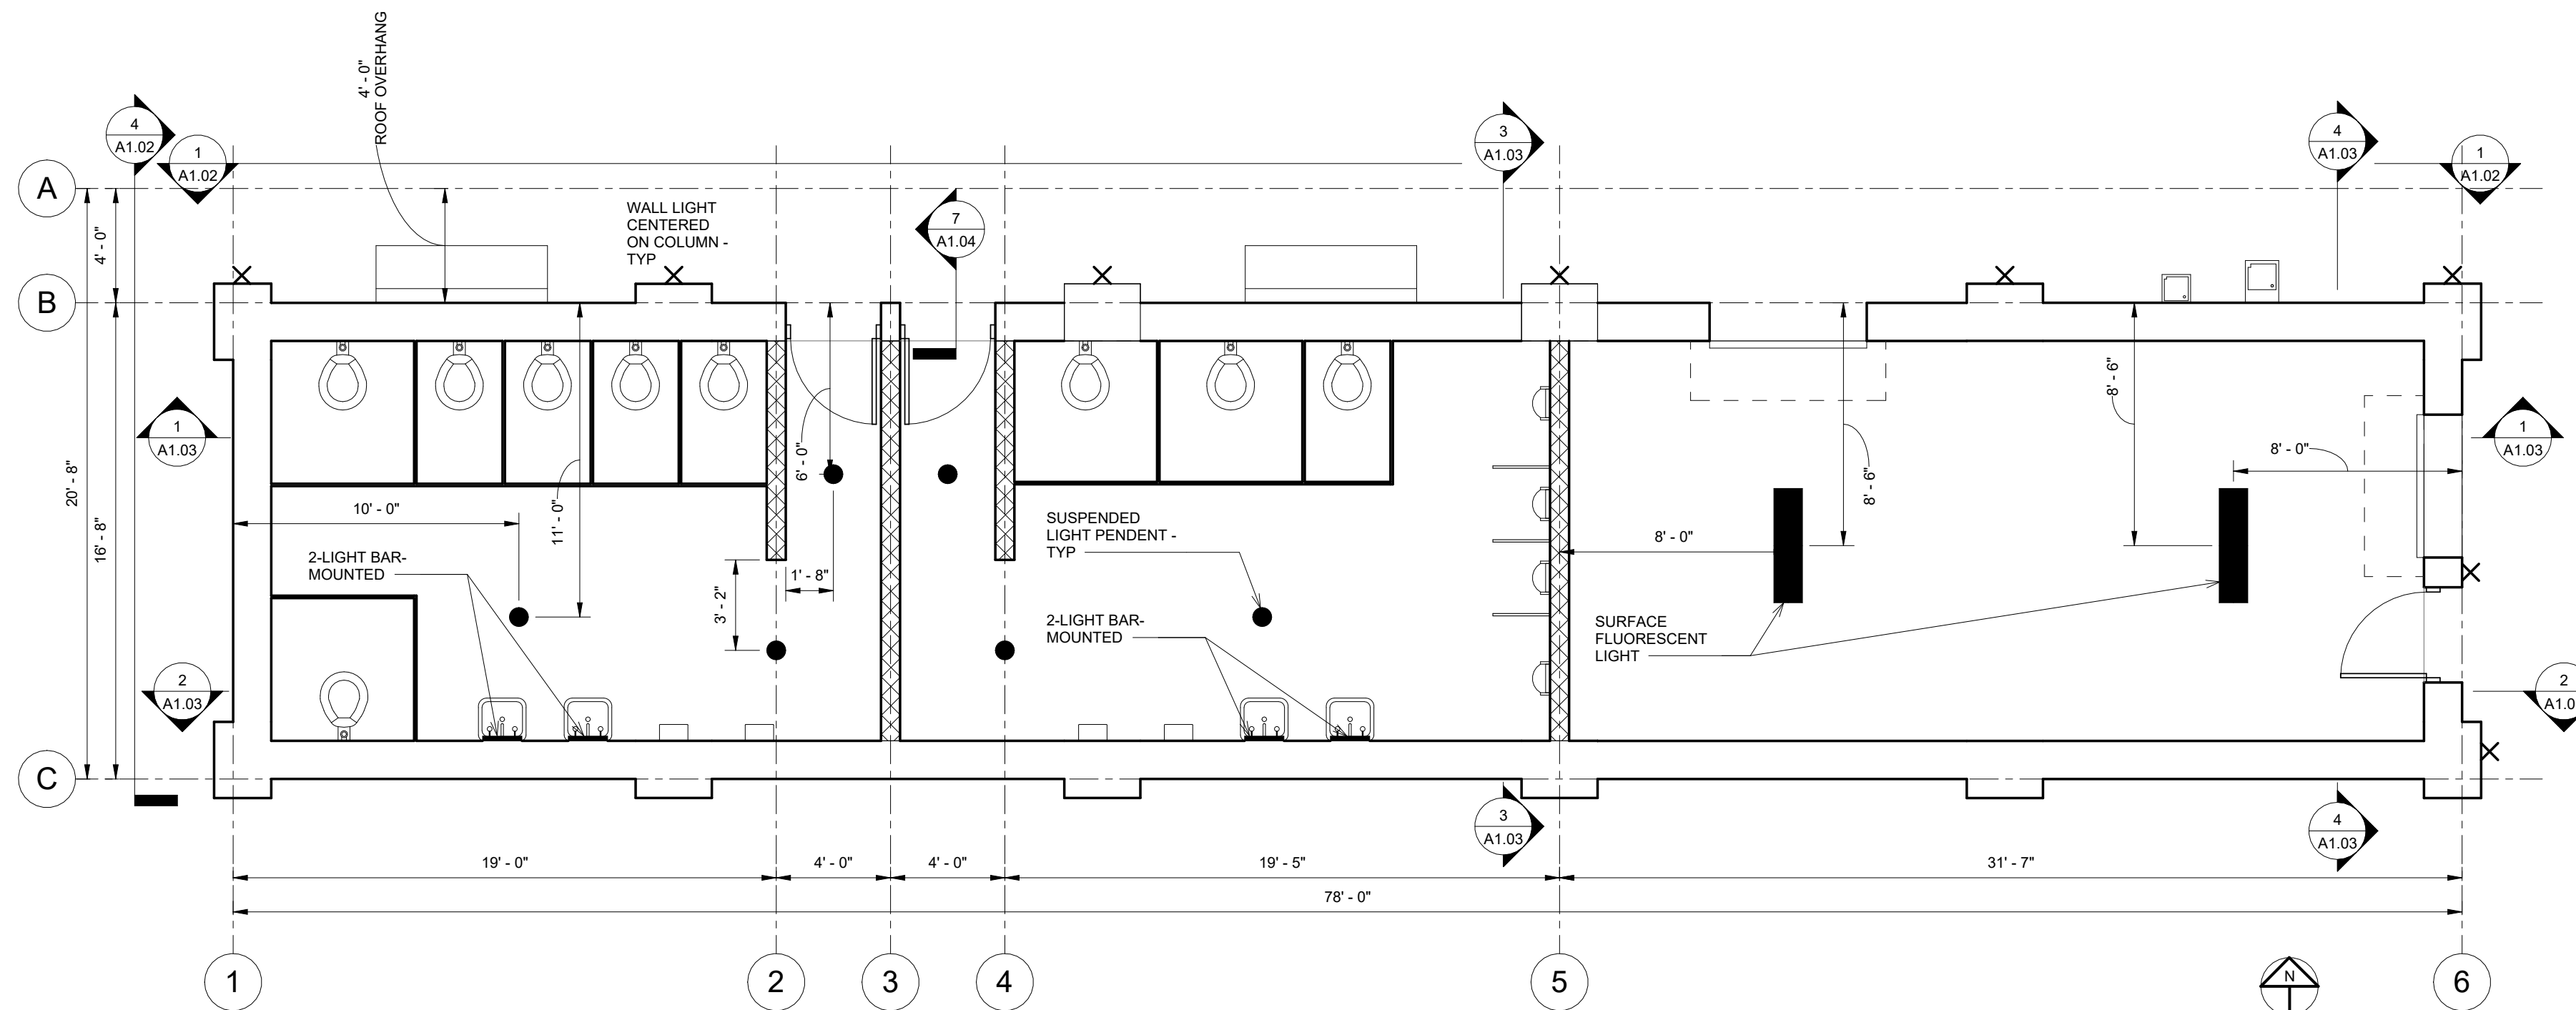 4' - 0"
ROOF OVERHANG
4
A1.02
1
A1.02
3
A1.03
4
A1.03
1
A1.02
A
WALL LIGHT
CENTERED
ON COLUMN -
TYP
7
A1.04
4' - 0"
B
1
A1.03
20' - 8"
16' - 8"
10' - 0"
11' - 0"
6' - 0"
8' - 6"
8' - 6"
8' - 0"
1
A1.03
2-LIGHT BAR-
MOUNTED
SUSPENDED
LIGHT PENDENT -
TYP
8' - 0"
3' - 2"
1' - 8"
2-LIGHT BAR-
MOUNTED
SURFACE
FLUORESCENT
LIGHT
2
A1.03
2
A1.0
C
3
A1.03
4
A1.03
19' - 0"
4' - 0"
4' - 0"
19' - 5"
31' - 7"
78' - 0"
1
2
3
4
5
N
6